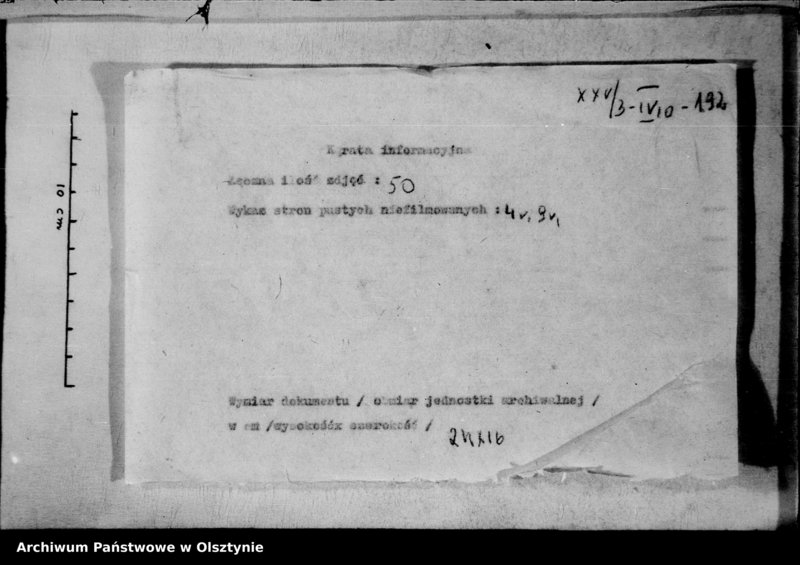 XXV/3-IV10-192
Karta informacyjna
Łączna ilość zdjęć : 50
Wykaz stron pustych niefilmowanych : 4v, 9v,
Wymiar dokumentu / obmiar jednostki archiwalnej /
w cm /wysokośćx szerokość /
10 cm
Archiwum Państwowe w Olsztynie